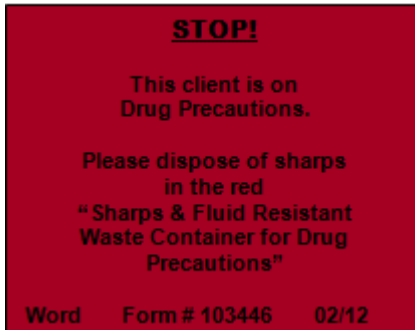 STOP!
This client is on
Drug Precautions.
Please dispose of sharps
in the red
“Sharps & Fluid Resistant
Waste Container for Drug
Precautions”
Word Form # 103446 02/12